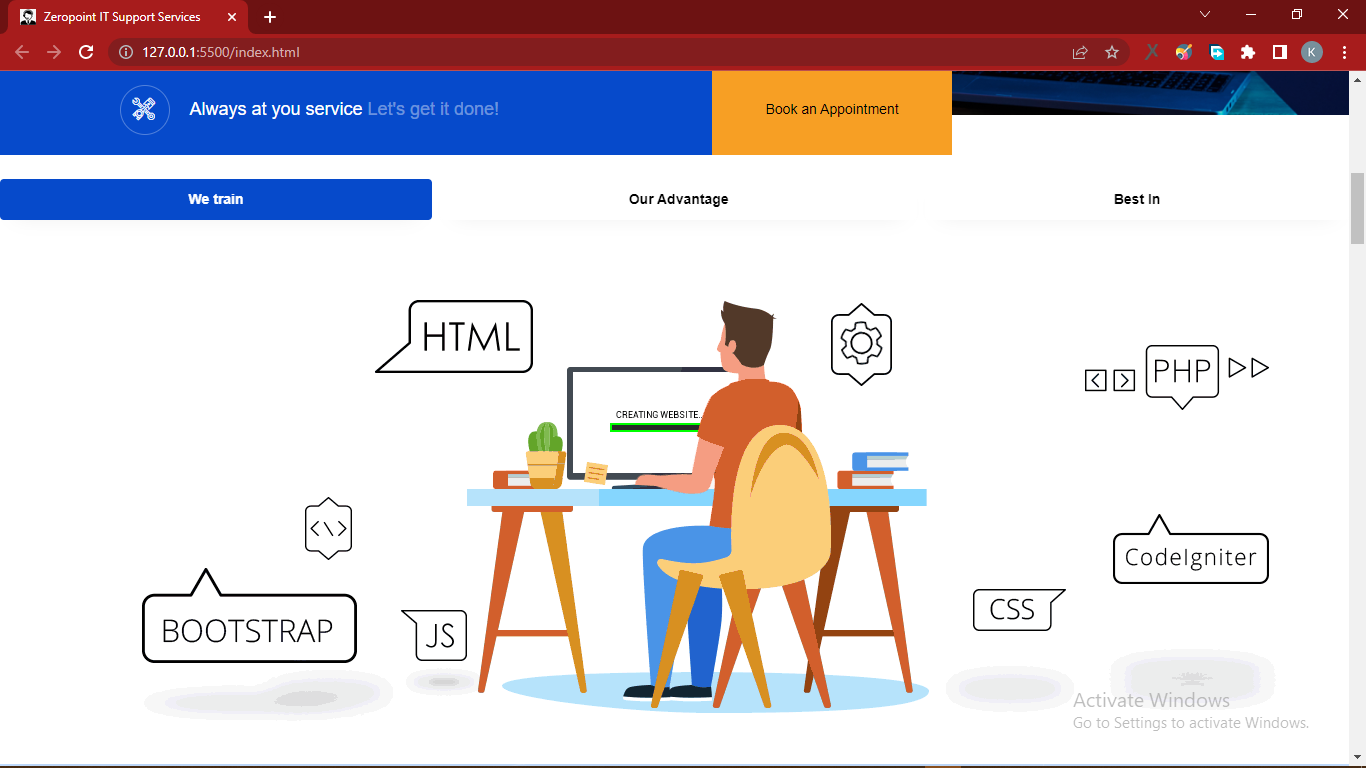 Zeropoint IT Support Services
127.0.0.1:5500/index.html
K
Always at you service Let's get it done!
Book an Appointment
We train
Our Advantage
Best In
HTML
CREATING WEBSITE..
PHP
<\>
CodeIgniter
BOOTSTRAP
JS
CSS
Activate Windows
Go to Settings to activate Windows.